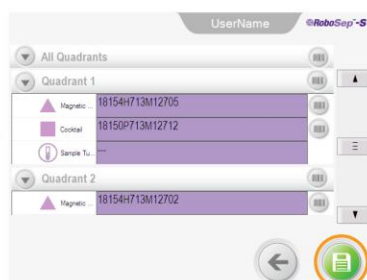 UserName
RoboSep-S
All Quadrants
Quadrant 1
Magnetic ... 18154H713M12705
Cocktail 18150P713M12712
Sample Tu... ---
Quadrant 2
Magnetic ... 18154H713M12702